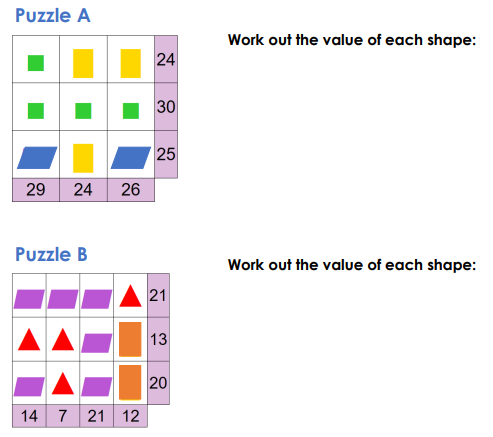 Puzzle A
Work out the value of each shape:
24
30
25
29 24 26
Puzzle B
Work out the value of each shape:
21
13
20
14 7 21 12